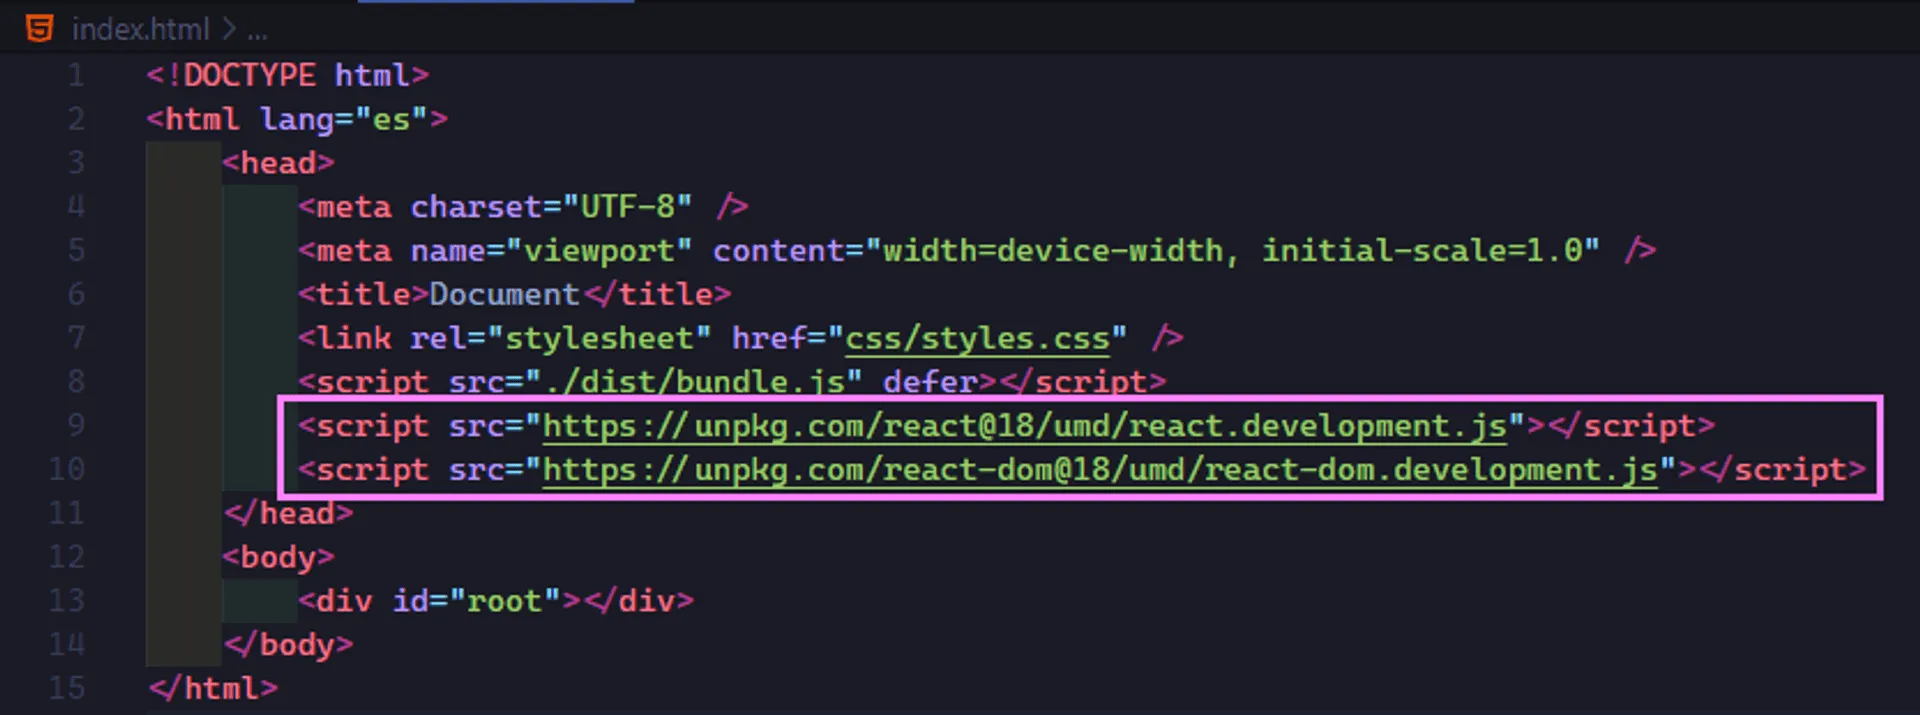 index.html > ...
1 <!DOCTYPE html>
2 <html lang="es">
3 <head>
4 <meta charset="UTF-8" />
5 <meta name="viewport" content="width=device-width, initial-scale=1.0" />
6 <title>Document</title>
7 <link rel="stylesheet" href="css/styles.css" />
8 <script src="./dist/bundle.js" defer></script>
9 <script src="https://unpkg.com/react@18/umd/react.development.js"></script>
10 <script src="https://unpkg.com/react-dom@18/umd/react-dom.development.js"></script>
11 </head>
12 <body>
13 <div id="root"></div>
14 </body>
15 </html>